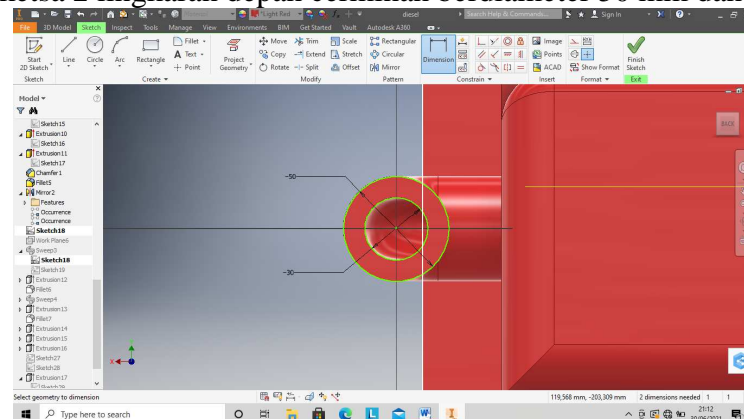 File 3D Model Sketch Inspect Tools Manage View Environments BIM Get Started Vault Autodesk A360
Light Red diesel Search Help & Commands... Sign In
Start 2D Sketch Line Circle Arc Rectangle
Fillet
Text
Point
Project Geometry
Move Trim Scale
Copy Extend Stretch
Rotate Split Offset
Rectangular
Circular
Mirror
Dimension
Image
Points
ACAD
Show Format
Finish Sketch
Sketch Create Modify Pattern Constrain Insert Format Exit
Model
Sketch15
Extrusion10
Sketch16
Extrusion11
Sketch17
Chamfer1
Fillet5
Mirror2
Features
Occurrence
Occurrence
Sketch18
Work Plane6
Sweep3
Sketch18
Sketch19
Extrusion12
Fillet6
Sweep4
Extrusion13
Fillet7
Extrusion14
Extrusion15
Extrusion16
Sketch27
Sketch28
Extrusion17
50
30
BACK
X
Select geometry to dimension
119,568 mm, -203,309 mm 2 dimensions needed 1 1
Type here to search
21:12